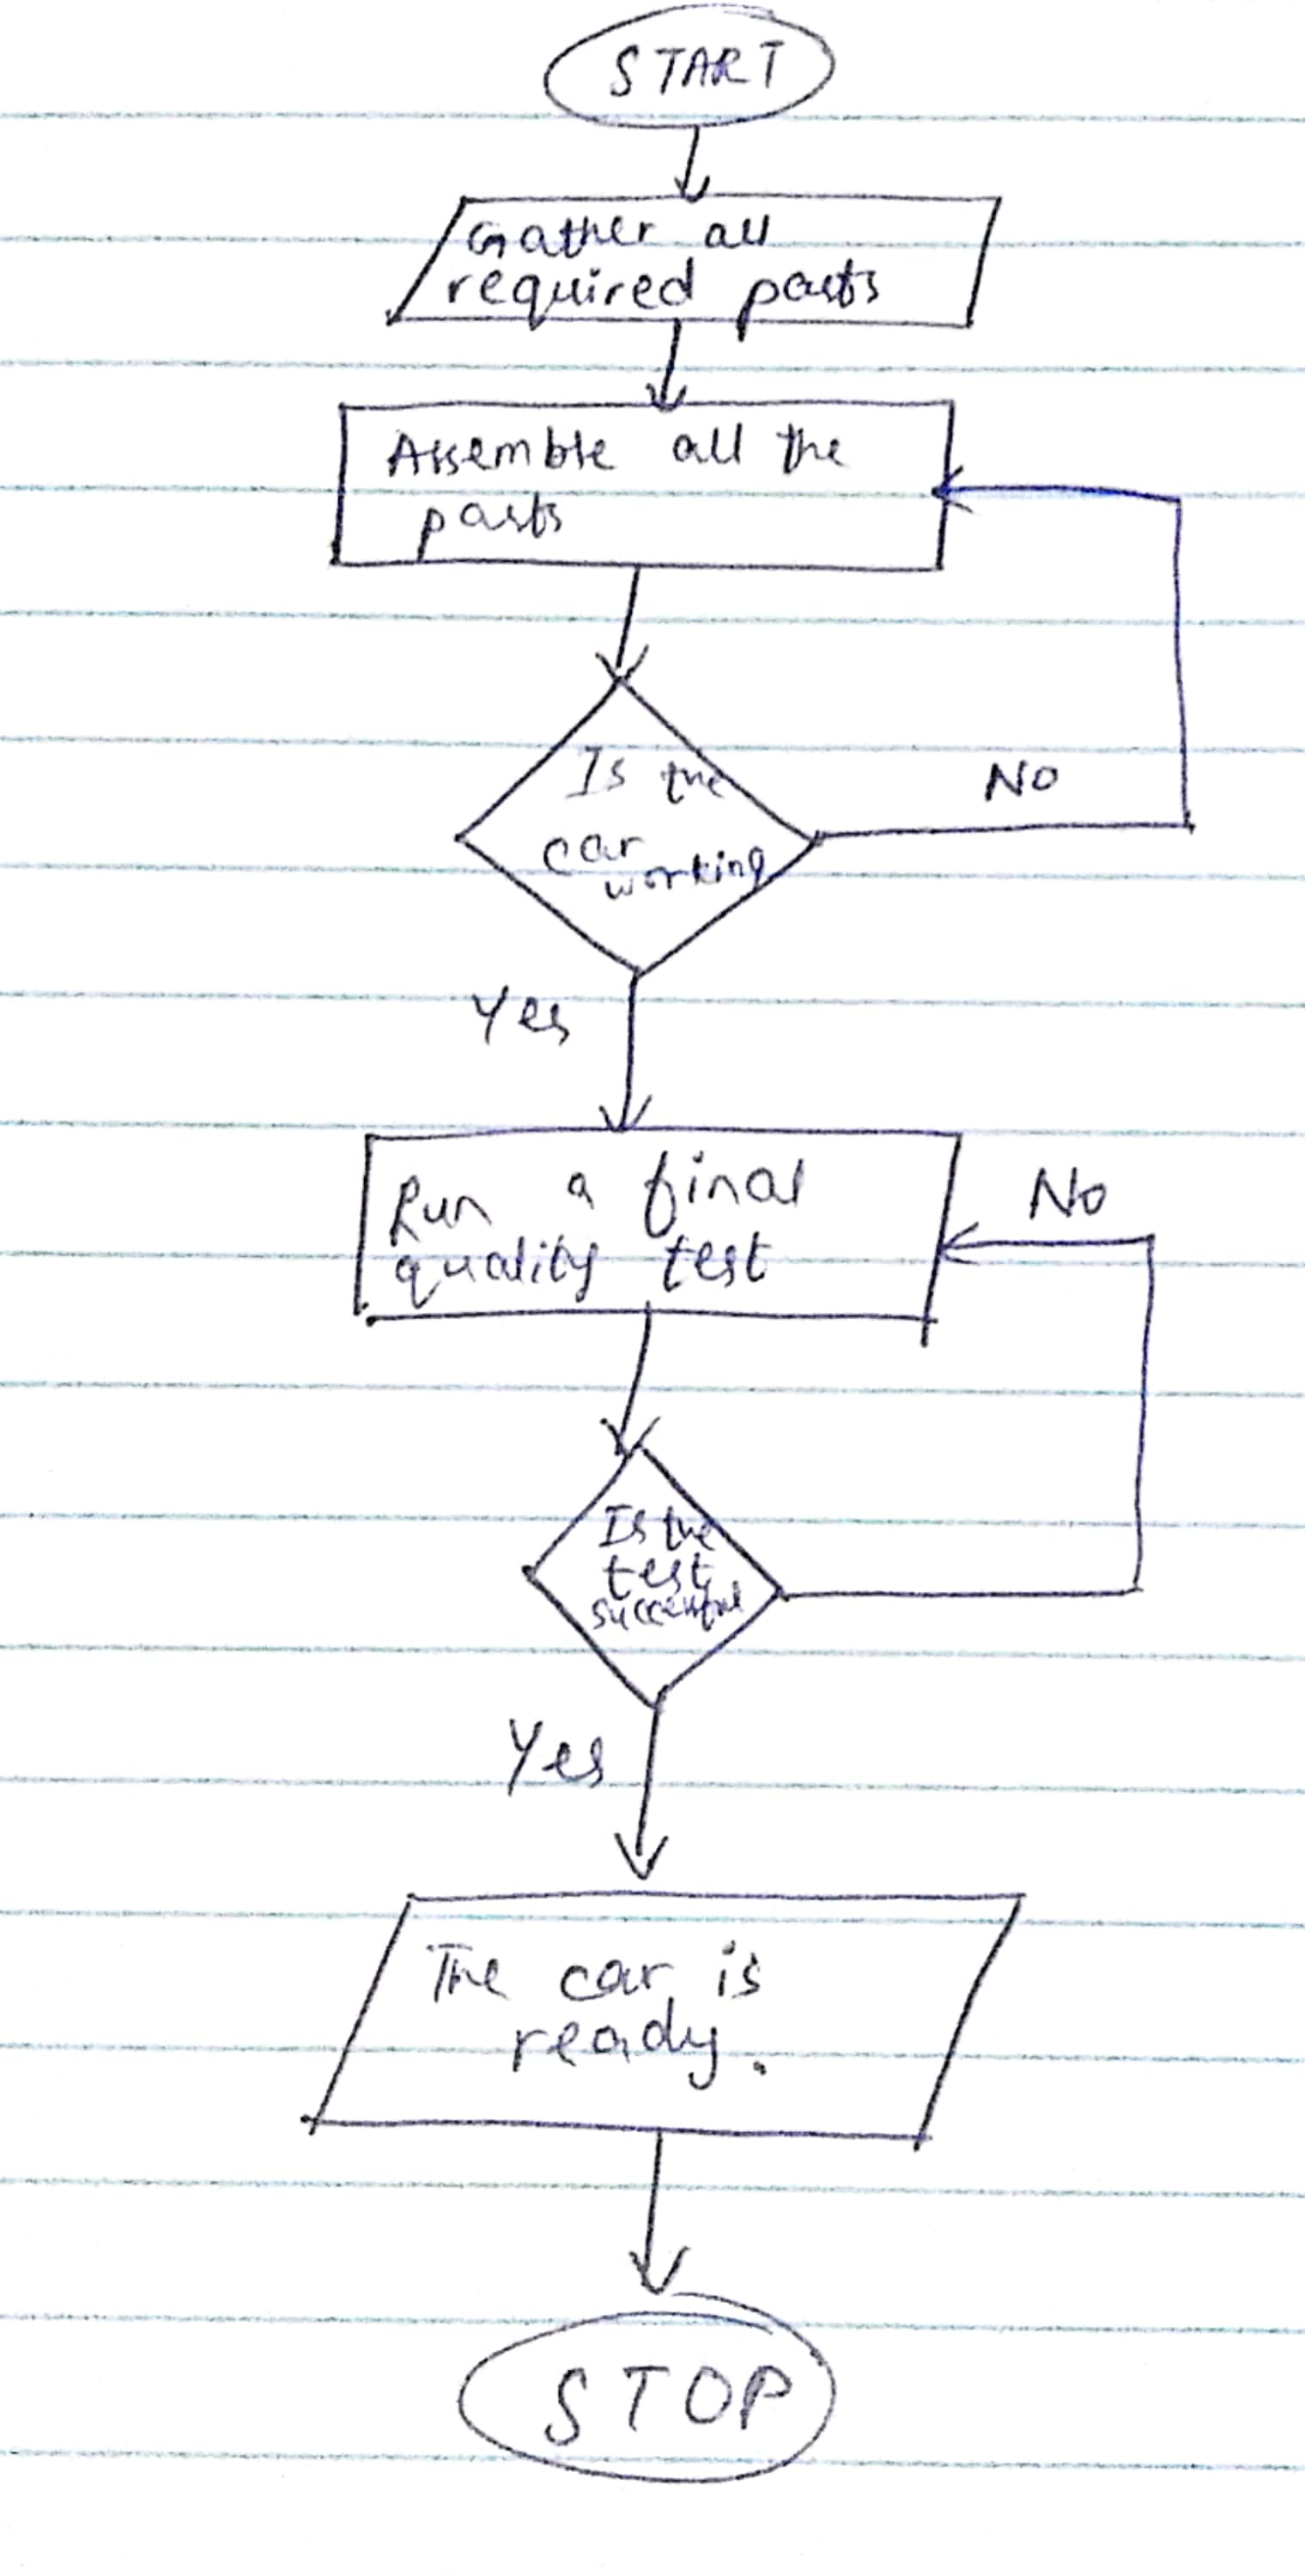 START
Gather all
required parts
Assemble all the
parts
Is the
car
working
No
Yes
Run a final
quality test
No
Is the
test
successful
Yes
The car is
ready.
STOP